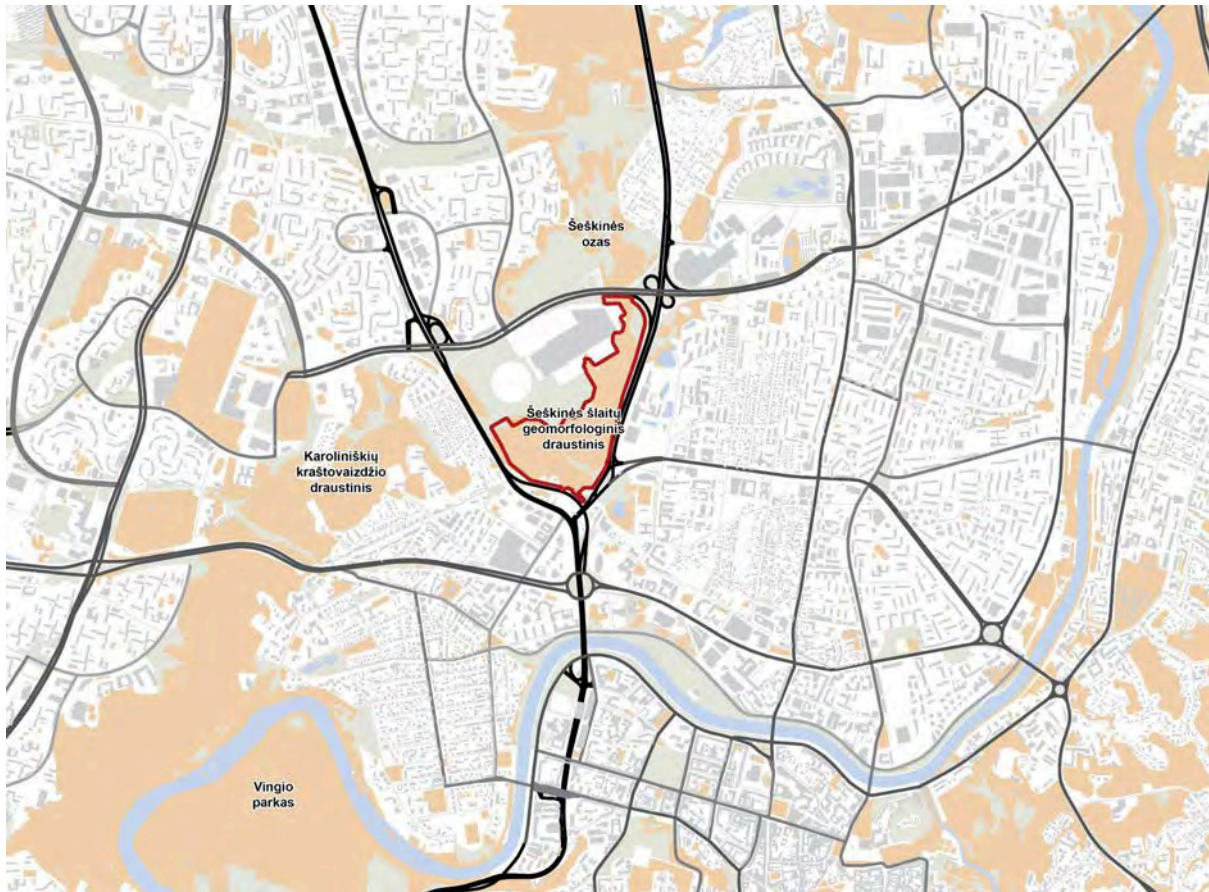 Šeškinės
ozas
Šeškinės šlaitų
geomorfologinis
draustinis
Karoliniškių
kraštovaizdžio
draustinis
Vingio
parkas